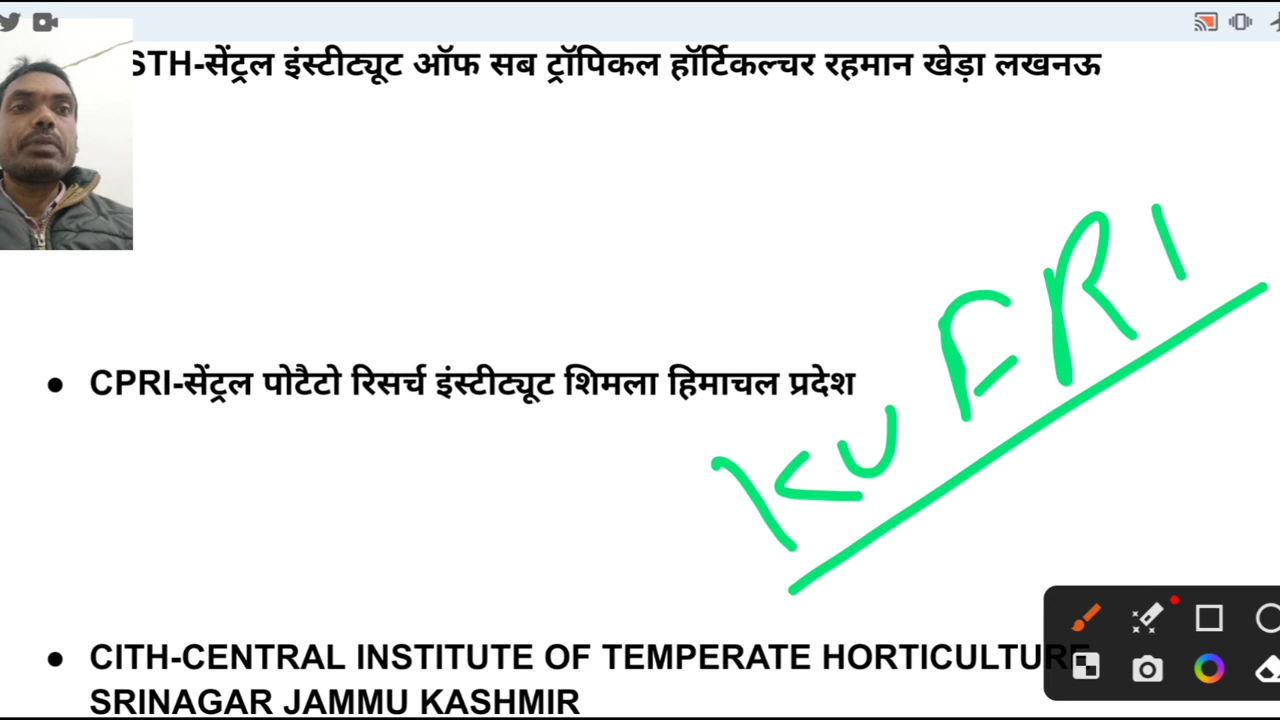 STH-सेंट्रल इंस्टीट्यूट ऑफ सब ट्रॉपिकल हॉर्टिकल्चर रहमान खेड़ा लखनऊ
● CPRI-सेंट्रल पोटैटो रिसर्च इंस्टीट्यूट शिमला हिमाचल प्रदेश
KUFRI
● CITH-CENTRAL INSTITUTE OF TEMPERATE HORTICULTURE
SRINAGAR JAMMU KASHMIR